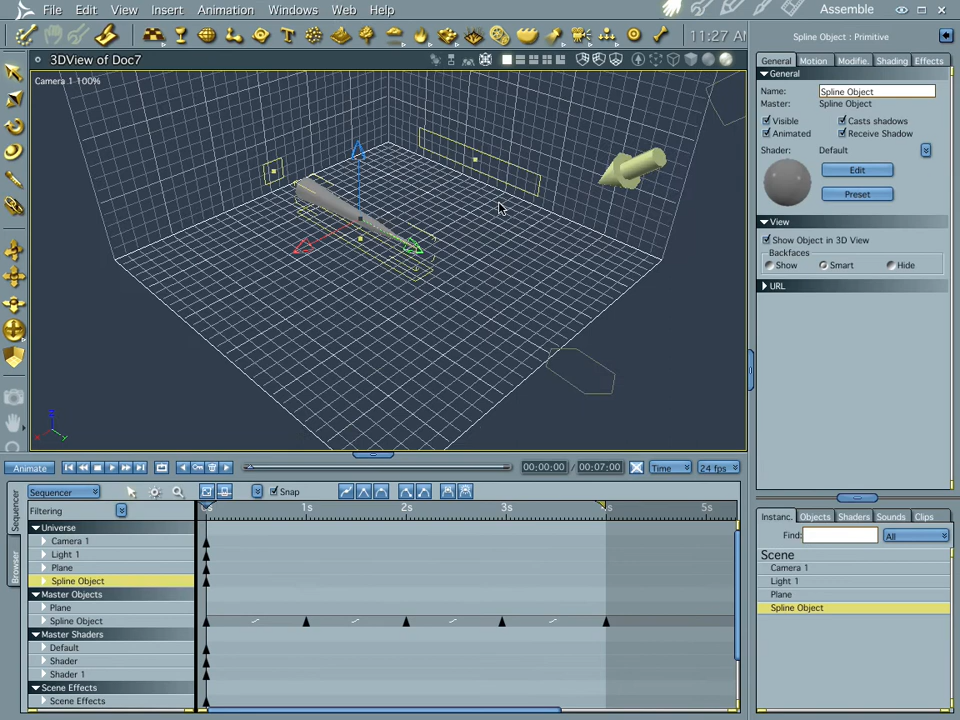 File Edit View Insert Animation Windows Web Help Assemble
11:27 AM
3DView of Doc7
Camera 1 100%
Spline Object : Primitive
General Motion Modifie. Shading Effects
General
Name: Spline Object
Master: Spline Object
Visible Casts shadows
Animated Receive Shadow
Shader: Default
Edit
Preset
View
Show Object in 3D View
Backfaces
Show Smart Hide
URL
Z
X Y
Animate 00:00:00 / 00:07:00 Time 24 fps
Sequencer Snap
Filtering
1s 2s 3s 5s
Sequencer
Browser
Universe
Camera 1
Light 1
Plane
Spline Object
Master Objects
Plane
Spline Object
Master Shaders
Default
Shader
Shader 1
Scene Effects
Scene Effects
Instanc. Objects Shaders Sounds Clips
Find: All
Scene
Camera 1
Light 1
Plane
Spline Object